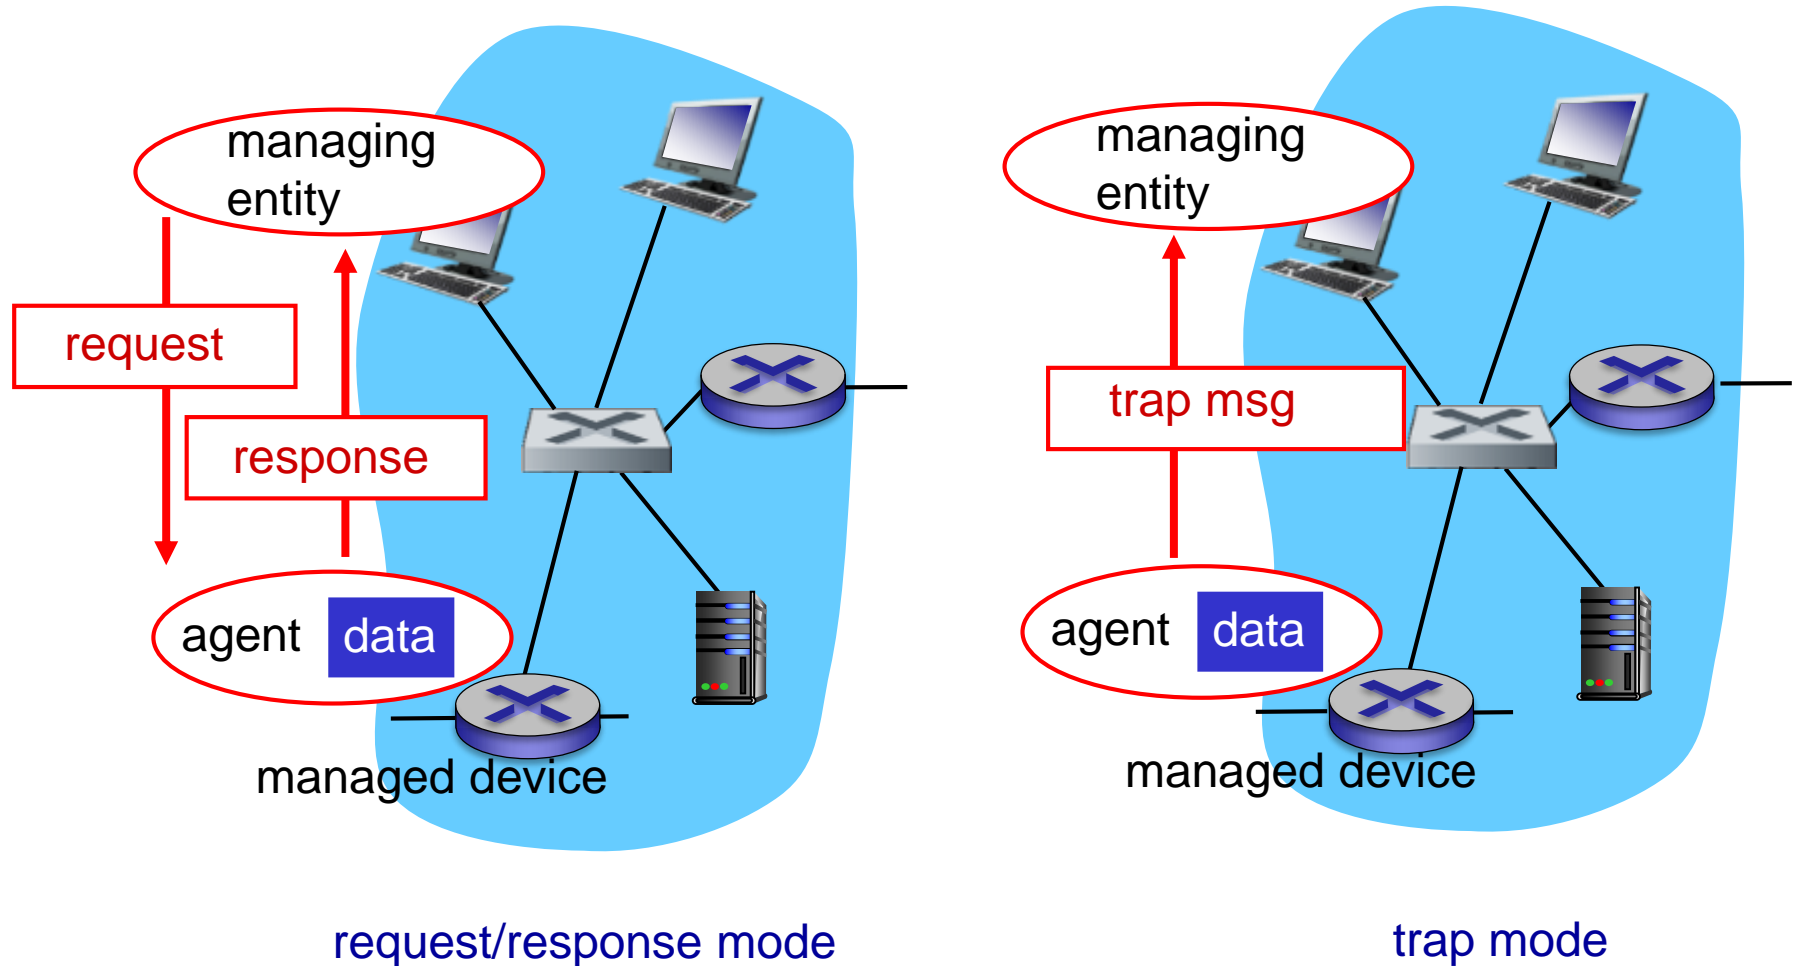 managing
entity
request
response
agent
data
managed device
request/response mode
managing
entity
trap msg
agent
data
managed device
trap mode